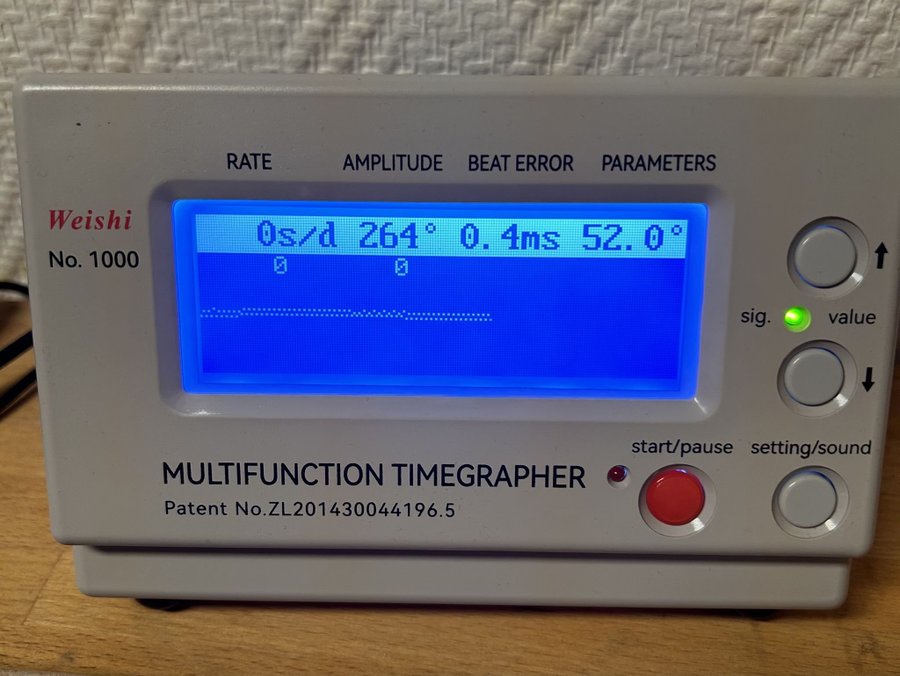 RATE AMPLITUDE BEAT ERROR PARAMETERS
Weishi
No. 1000
0s/d 264° 0.4ms 52.0°
0 0
sig. value
start/pause setting/sound
MULTIFUNCTION TIMEGRAPHER
Patent No.ZL201430044196.5